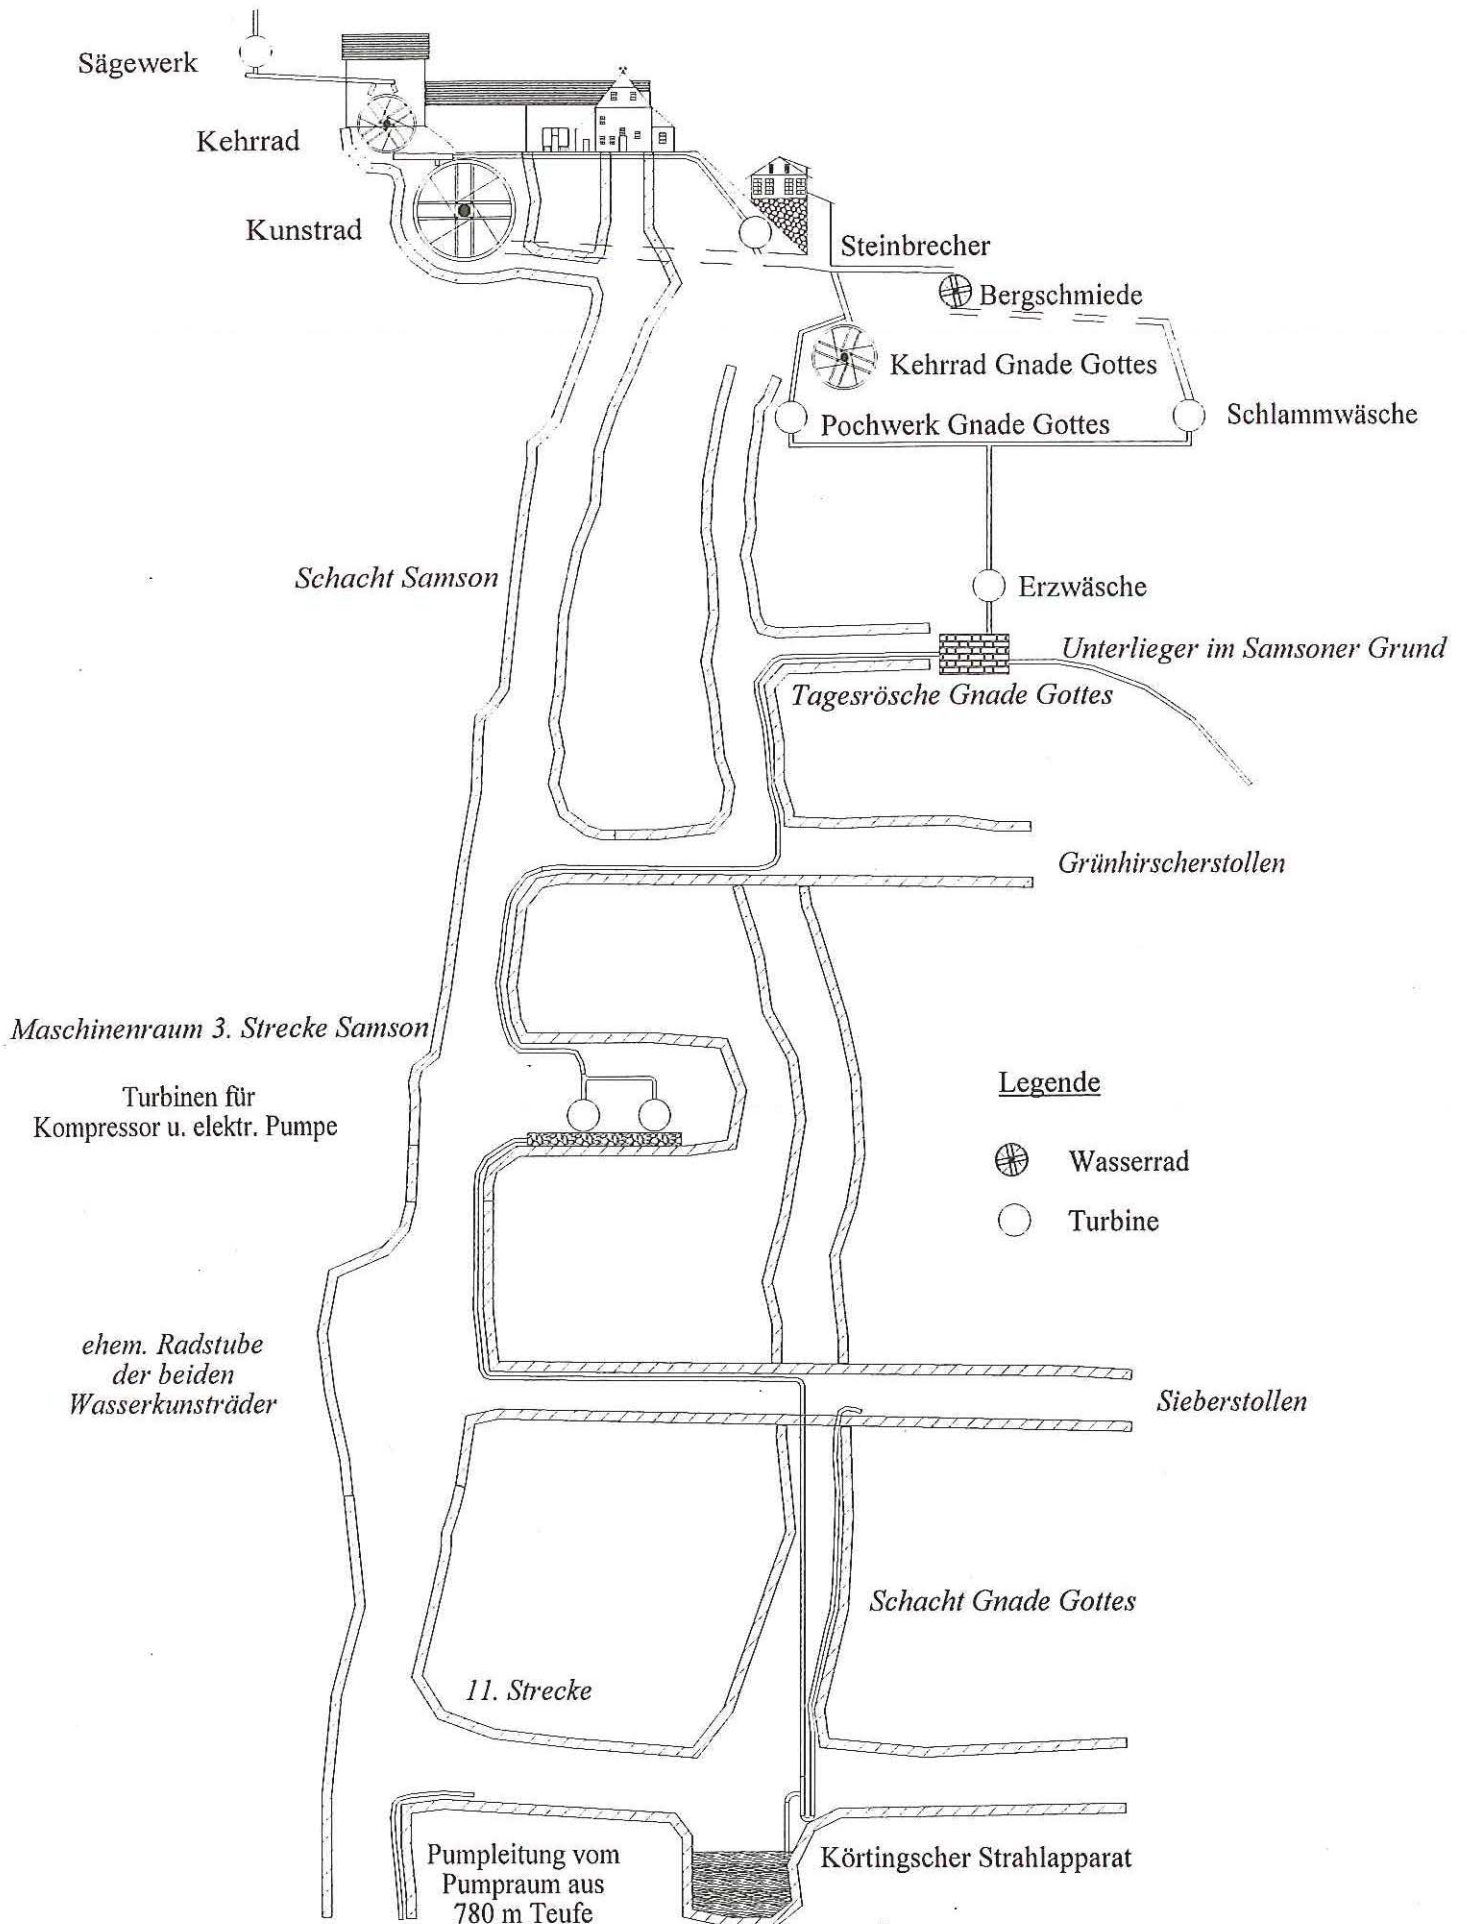 Sägewerk
Kehrrad
Kunstrad
Steinbrecher
Bergschmiede
Kehrrad Gnade Gottes
Pochwerk Gnade Gottes
Schlammwäsche
Schacht Samson
Erzwäsche
Unterlieger im Samsoner Grund
Tagesrösche Gnade Gottes
Grünhirscherstollen
Maschinenraum 3. Strecke Samson
Turbinen für
Kompressor u. elektr. Pumpe
Legende
Wasserrad
Turbine
ehem. Radstube
der beiden
Wasserkunsträder
Sieberstollen
Schacht Gnade Gottes
11. Strecke
Pumpleitung vom
Pumpraum aus
780 m Teufe
Körtingscher Strahlapparat